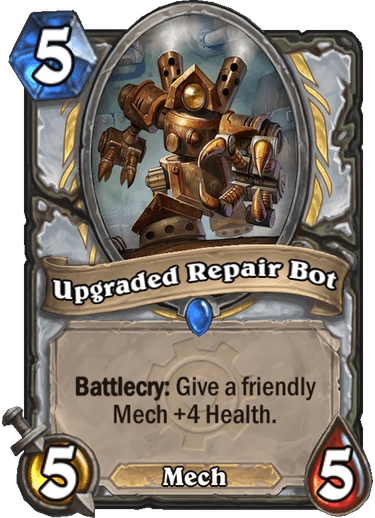 5
Upgraded Repair Bot
Battlecry: Give a friendly
Mech +4 Health.
5
Mech
5